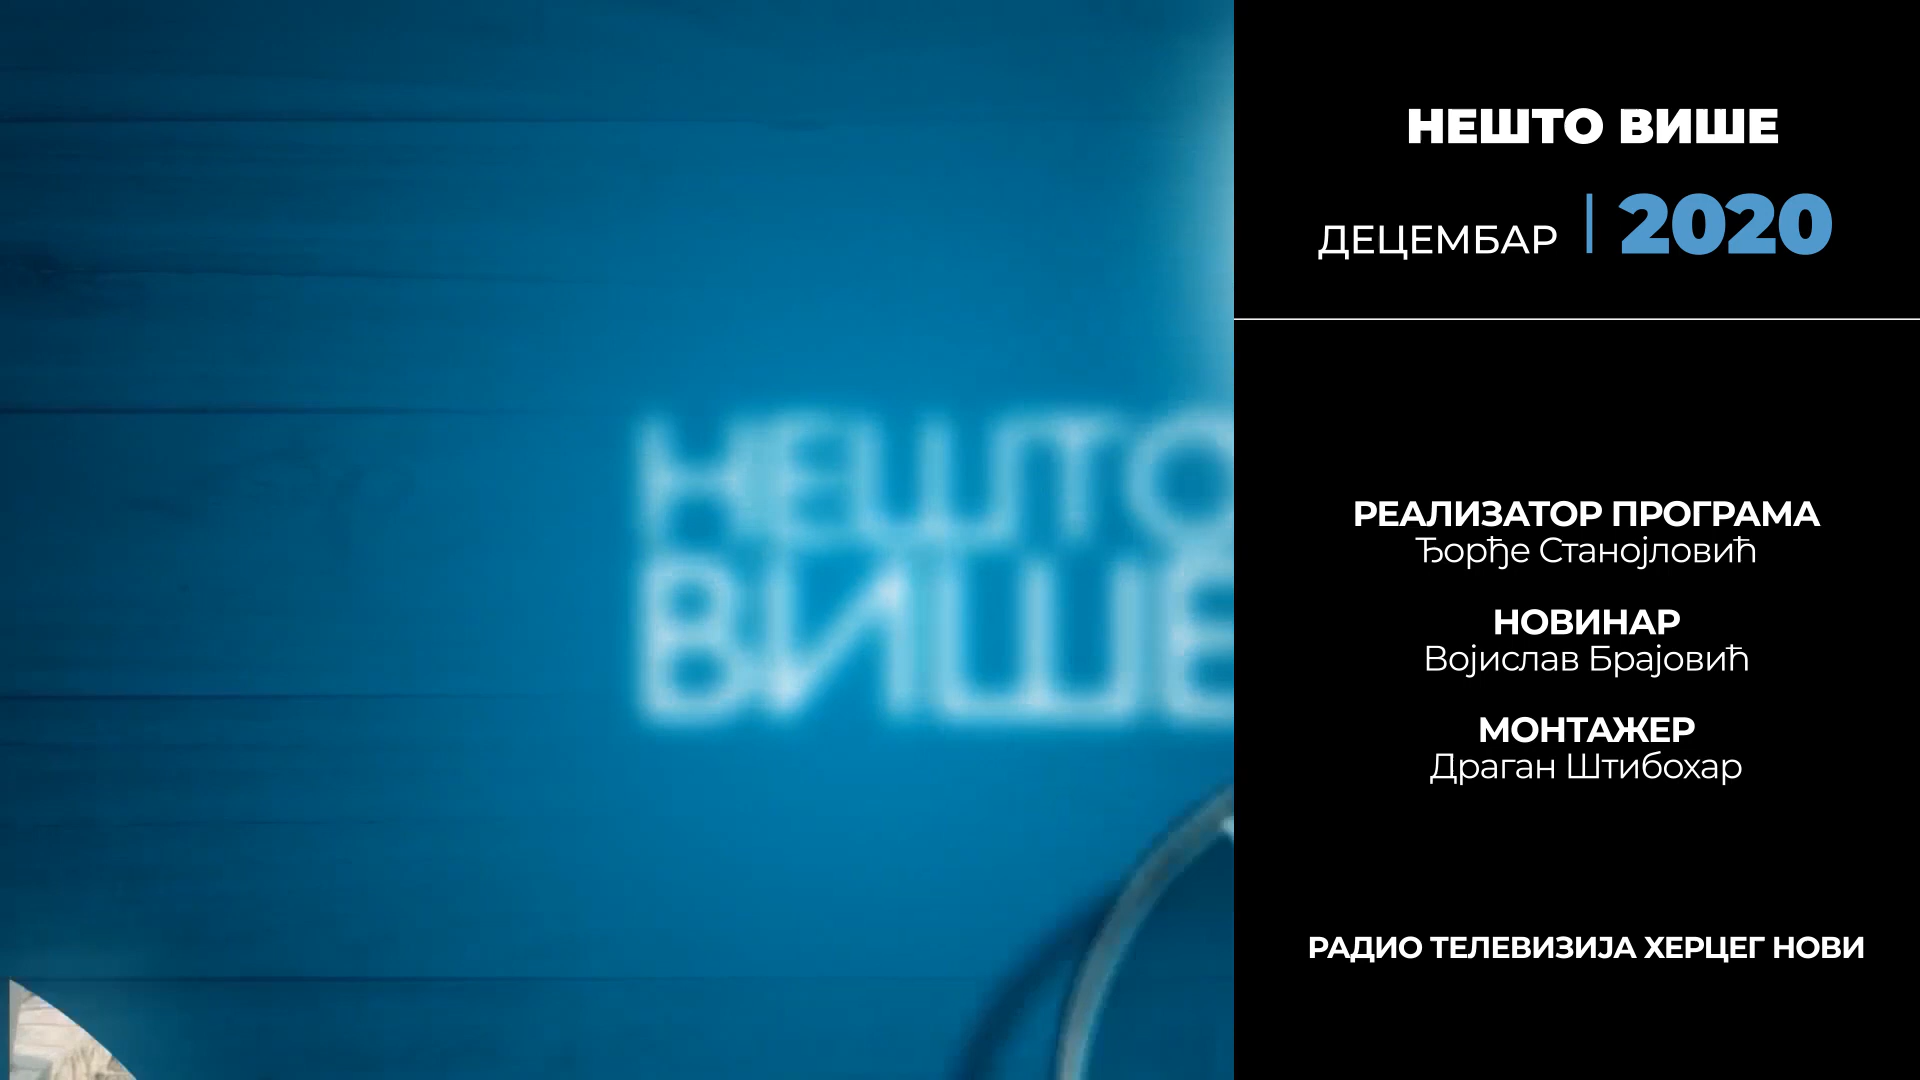 НЕШТО
ВИШЕ
НЕШТО ВИШЕ
ДЕЦЕМБАР | 2020
РЕАЛИЗАТОР ПРОГРАМА
Ђорђе Станојловић
НОВИНАР
Војислав Брајовић
МОНТАЖЕР
Драган Штибохар
РАДИО ТЕЛЕВИЗИЈА ХЕРЦЕГ НОВИ